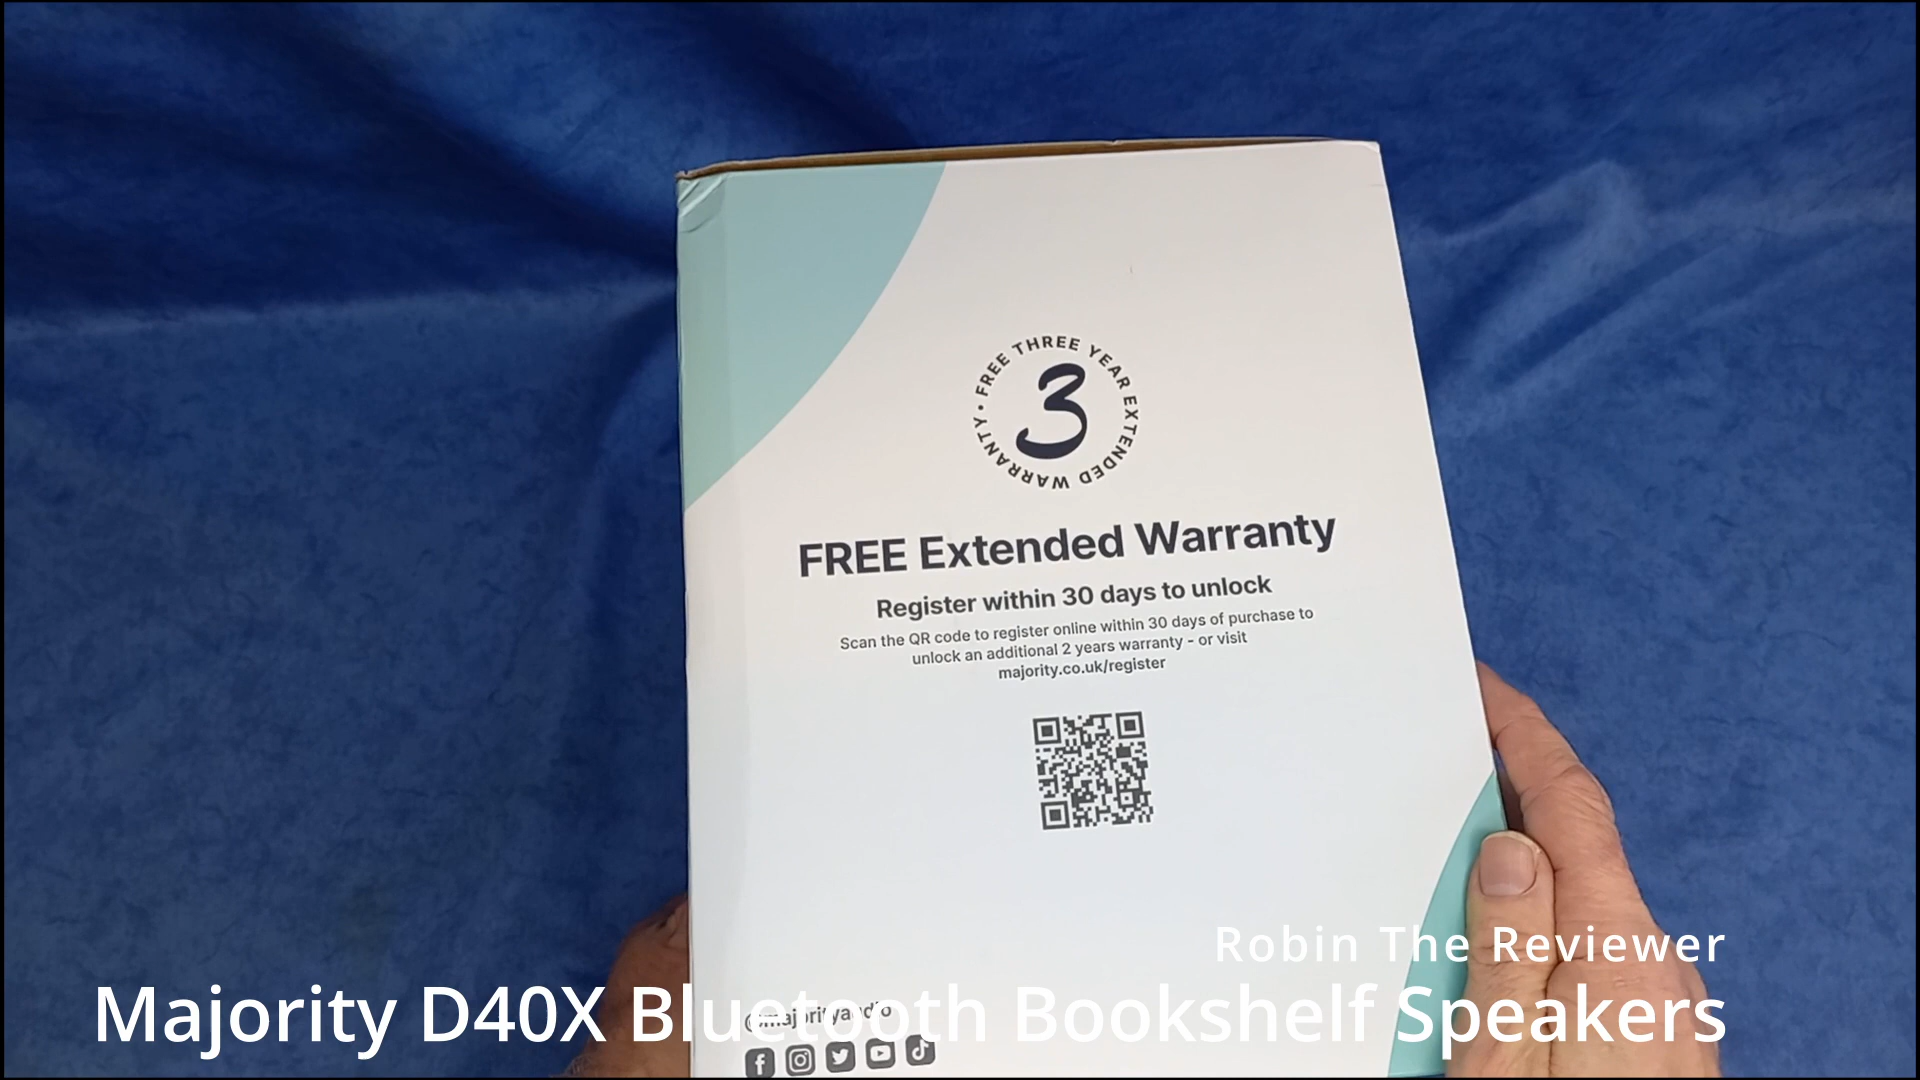 • FREE THREE YEAR EXTENDED WARRANTY
3
FREE Extended Warranty
Register within 30 days to unlock
Scan the QR code to register online within 30 days of purchase to
unlock an additional 2 years warranty - or visit
majority.co.uk/register
Robin The Reviewer
@majorityaudio
Majority D40X Bluetooth Bookshelf Speakers